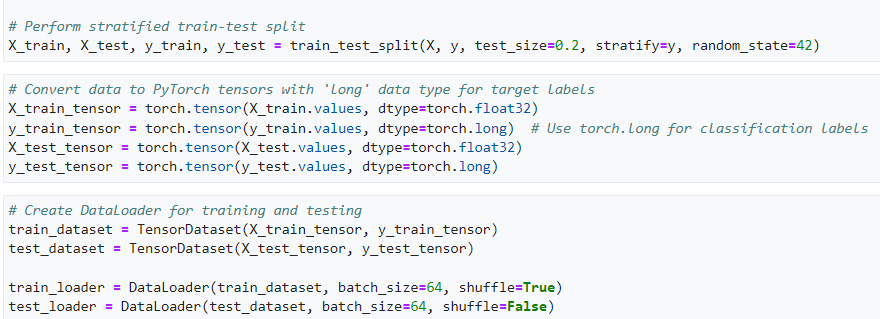 # Perform stratified train-test split
X_train, X_test, y_train, y_test = train_test_split(X, y, test_size=0.2, stratify=y, random_state=42)
# Convert data to PyTorch tensors with 'long' data type for target labels
X_train_tensor = torch.tensor(X_train.values, dtype=torch.float32)
y_train_tensor = torch.tensor(y_train.values, dtype=torch.long)  # Use torch.long for classification labels
X_test_tensor = torch.tensor(X_test.values, dtype=torch.float32)
y_test_tensor = torch.tensor(y_test.values, dtype=torch.long)
# Create DataLoader for training and testing
train_dataset = TensorDataset(X_train_tensor, y_train_tensor)
test_dataset = TensorDataset(X_test_tensor, y_test_tensor)
train_loader = DataLoader(train_dataset, batch_size=64, shuffle=True)
test_loader = DataLoader(test_dataset, batch_size=64, shuffle=False)